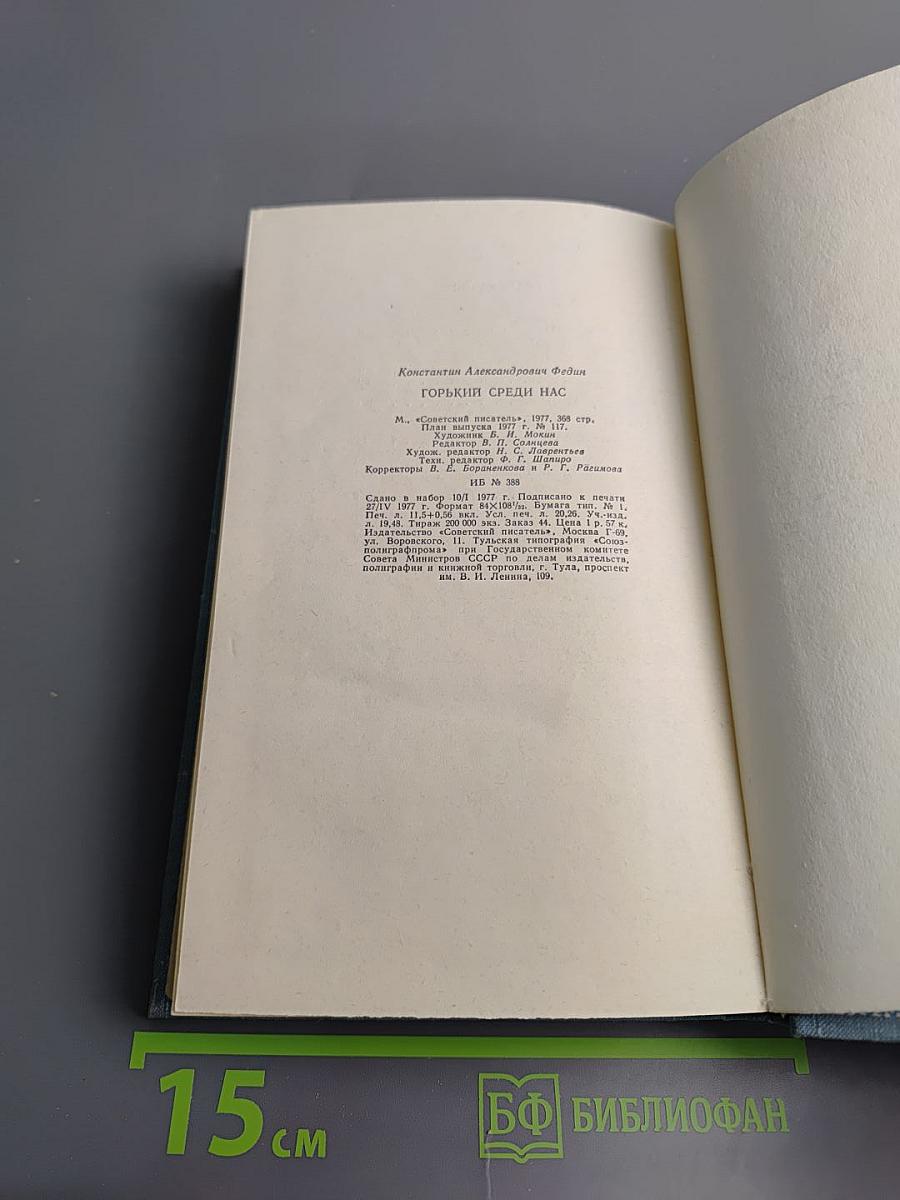 Константин Александрович Федин
ГОРЬКИЙ СРЕДИ НАС
М., «Советский писатель», 1977, 368 стр.
План выпуска 1977 г. № 117.
Художник Б. И. Мокин
Редактор В. П. Солнцева
Худож. редактор Н. С. Лаврентьев
Техн. редактор Ф. Г. Шапиро
Корректоры В. Е. Бораненкова и Р. Г. Рагимова
ИБ № 388
Сдано в набор 10/I 1977 г. Подписано к печати
27/IV 1977 г. Формат 84×108¹/₃₂. Бумага тип. № 1.
Печ. л. 11,5+0,56 вкл. Усл. печ. л. 20,26. Уч.-изд.
л. 19,48. Тираж 200 000 экз. Заказ 44. Цена 1 р. 57 к.
Издательство «Советский писатель», Москва Г-69,
ул. Воровского, 11. Тульская типография «Союз-
полиграфпрома» при Государственном комитете
Совета Министров СССР по делам издательств,
полиграфии и книжной торговли, г. Тула, проспект
им. В. И. Ленина, 109.
15 см
БФ БИБЛИОФАН